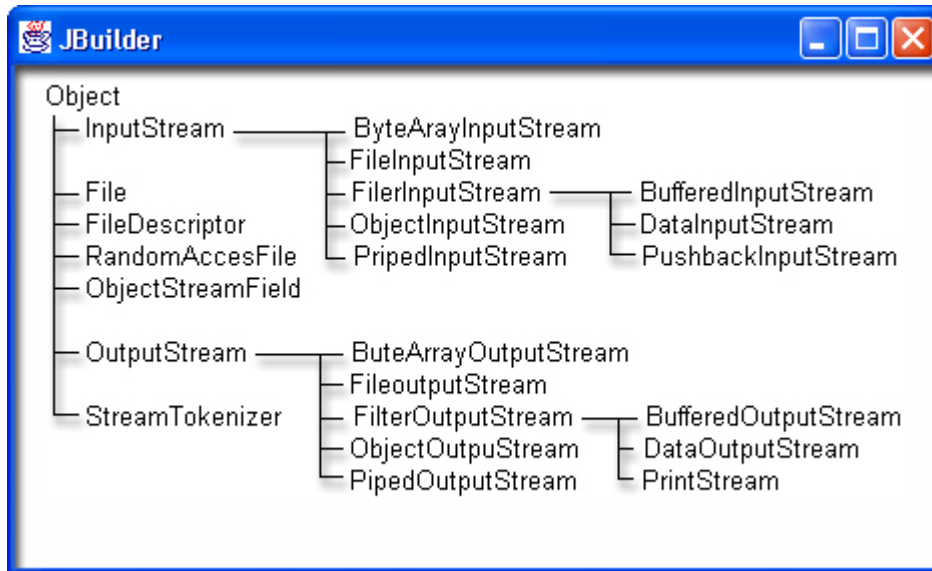 JBuilder
Object
InputStream ByteArayInputStream
FileInputStream
File FilerInputStream BufferedInputStream
FileDescriptor ObjectInputStream DataInputStream
RandomAccesFile PripedInputStream PushbackInputStream
ObjectStreamField
OutputStream ButeArrayOutputStream
FileoutputStream
StreamTokenizer FilterOutputStream BufferedOutputStream
ObjectOutpuStream DataOutputStream
PipedOutputStream PrintStream